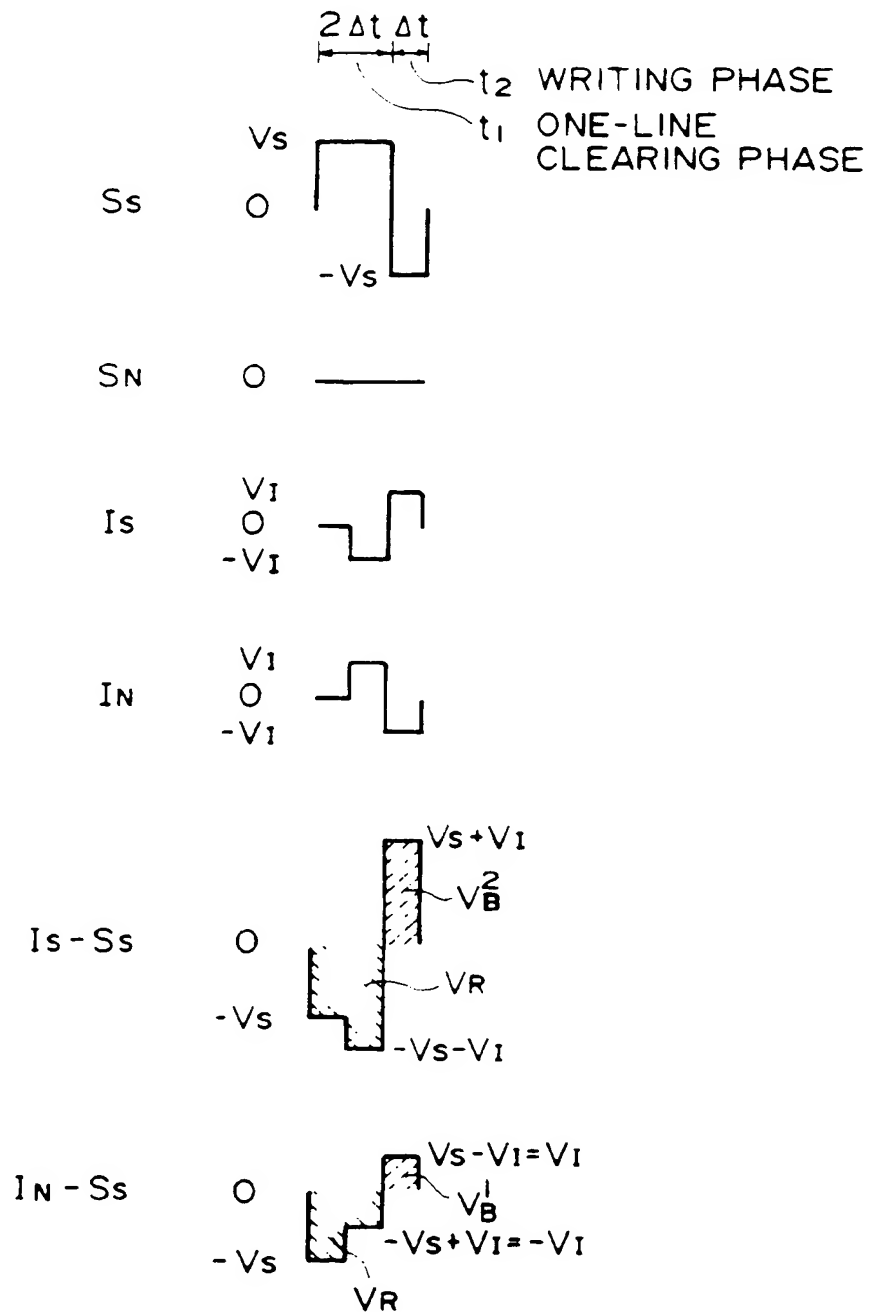 2Δt Δt
t2 WRITING PHASE
t1 ONE-LINE
CLEARING PHASE
Vs
Ss O
-Vs
SN O
VI
Is O
-VI
VI
IN O
-VI
Vs+VI
VB2
Is-Ss O
VR
-Vs
-Vs-VI
Vs-VI=VI
IN-Ss O
VB1
-Vs+VI=-VI
-Vs
VR